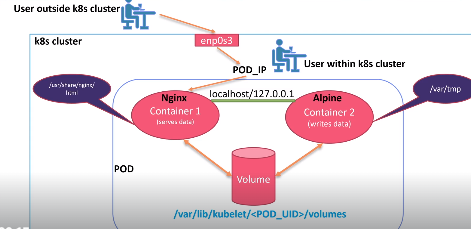 User outside k8s cluster
k8s cluster
enp0s3
User within k8s cluster
POD_IP
/usr/share/nginx/
html
Nginx
Container 1
(serves data)
localhost/127.0.0.1
Alpine
Container 2
(writes data)
/var/tmp
POD
Volume
/var/lib/kubelet/<POD_UID>/volumes